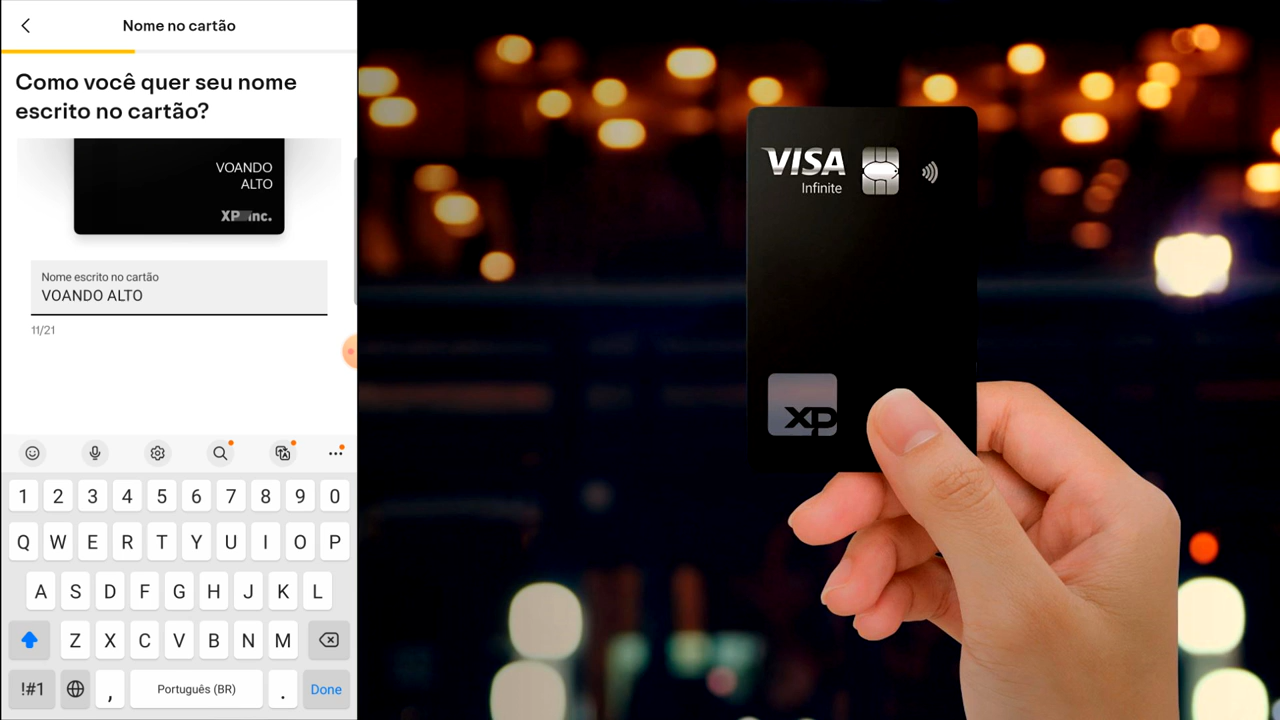 Nome no cartão
Como você quer seu nome
escrito no cartão?
VOANDO
ALTO
XP inc.
Nome escrito no cartão
VOANDO ALTO
11/21
1 2 3 4 5 6 7 8 9 0
Q W E R T Y U I O P
A S D F G H J K L
Z X C V B N M
!#1 , Português (BR) . Done
VISA
Infinite
XP